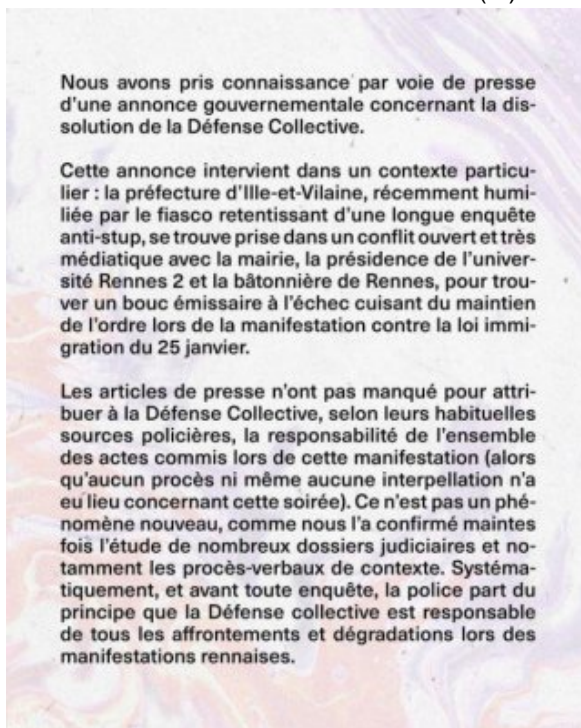 Nous avons pris connaissance par voie de presse
d'une annonce gouvernementale concernant la dis-
solution de la Défense Collective.
Cette annonce intervient dans un contexte particu-
lier : la préfecture d'Ille-et-Vilaine, récemment humi-
liée par le fiasco retentissant d'une longue enquête
anti-stup, se trouve prise dans un conflit ouvert et très
médiatique avec la mairie, la présidence de l'univer-
sité Rennes 2 et la bâtonnière de Rennes, pour trou-
ver un bouc émissaire à l'échec cuisant du maintien
de l'ordre lors de la manifestation contre la loi immi-
gration du 25 janvier.
Les articles de presse n'ont pas manqué pour attri-
buer à la Défense Collective, selon leurs habituelles
sources policières, la responsabilité de l'ensemble
des actes commis lors de cette manifestation (alors
qu'aucun procès ni même aucune interpellation n'a
eu lieu concernant cette soirée). Ce n'est pas un phé-
nomène nouveau, comme nous l'a confirmé maintes
fois l'étude de nombreux dossiers judiciaires et no-
tamment les procès-verbaux de contexte. Systéma-
tiquement, et avant toute enquête, la police part du
principe que la Défense collective est responsable
de tous les affrontements et dégradations lors des
manifestations rennaises.